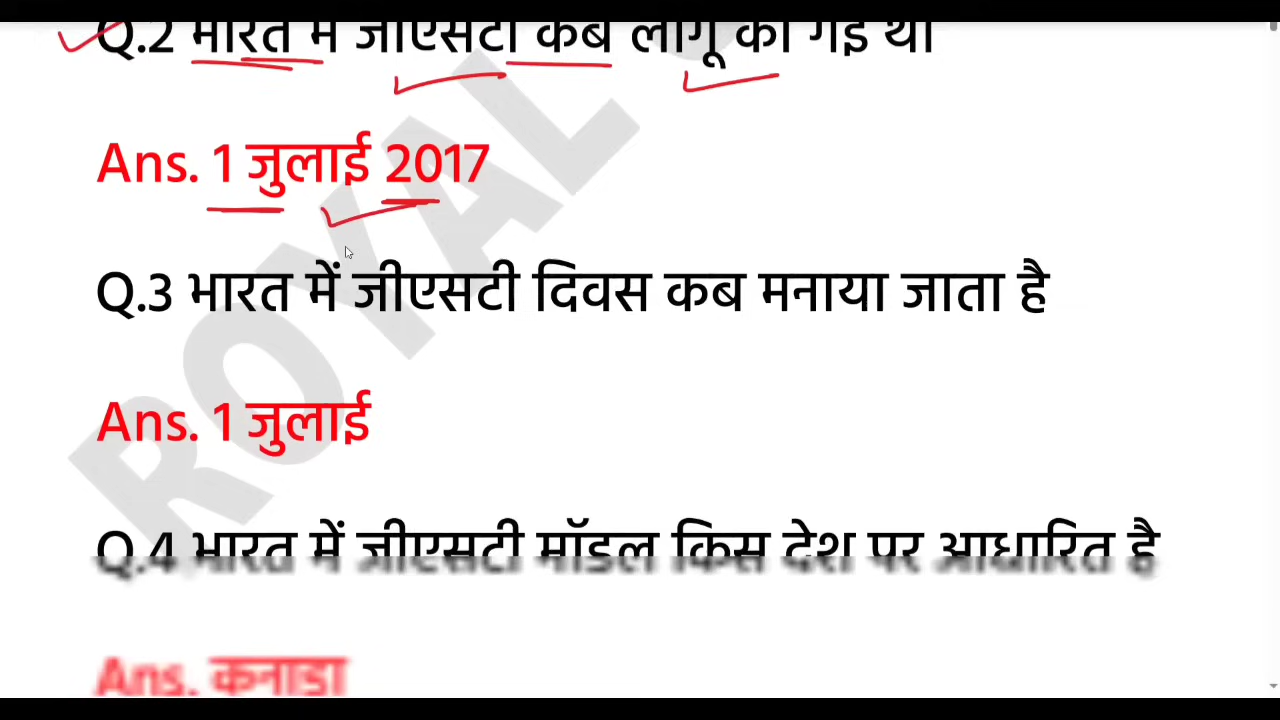 Q.2 भारत में जीएसटी कब लागू की गई थी
Ans. 1 जुलाई 2017
Q.3 भारत में जीएसटी दिवस कब मनाया जाता है
Ans. 1 जुलाई
Q.4 भारत में जीएसटी मॉडल किस देश पर आधारित है
Ans. कनाडा
ROYAL